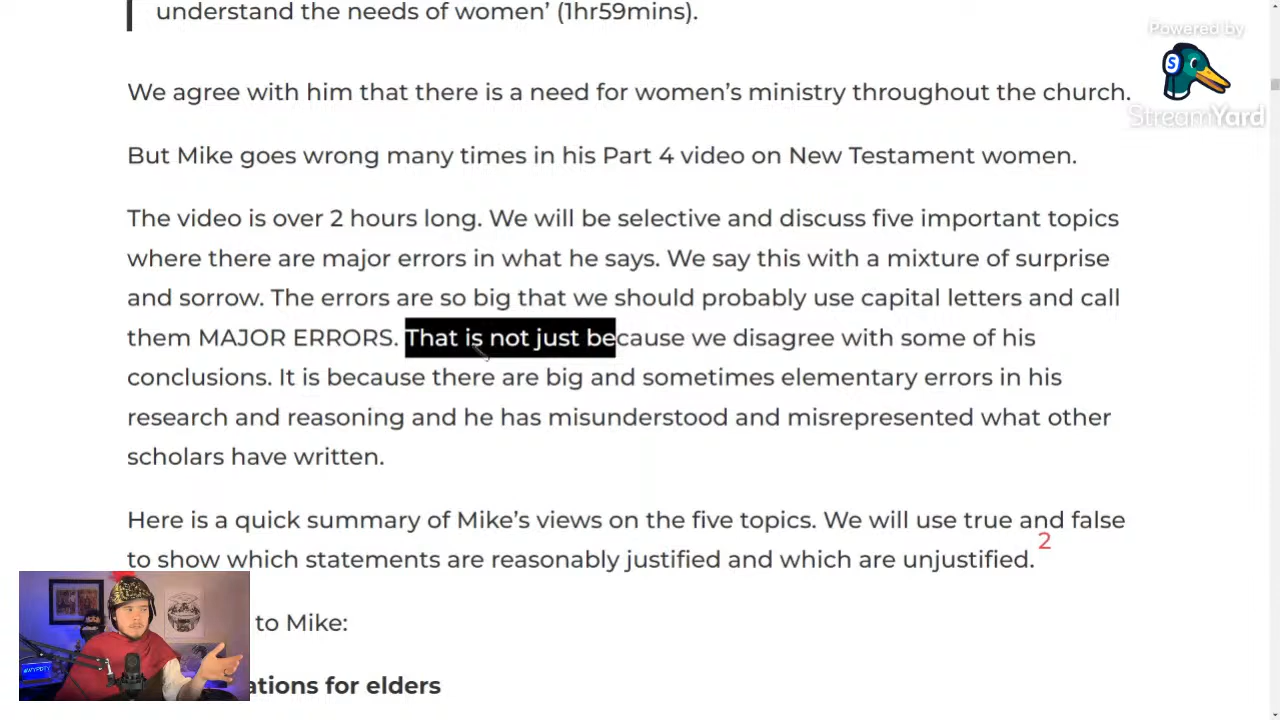 understand the needs of women’ (1hr59mins).
Powered by
S
StreamYard
We agree with him that there is a need for women’s ministry throughout the church.
But Mike goes wrong many times in his Part 4 video on New Testament women.
The video is over 2 hours long. We will be selective and discuss five important topics
where there are major errors in what he says. We say this with a mixture of surprise
and sorrow. The errors are so big that we should probably use capital letters and call
them MAJOR ERRORS. That is not just because we disagree with some of his
conclusions. It is because there are big and sometimes elementary errors in his
research and reasoning and he has misunderstood and misrepresented what other
scholars have written.
Here is a quick summary of Mike’s views on the five topics. We will use true and false
to show which statements are reasonably justified and which are unjustified. 2
to Mike:
ations for elders
#WYPDTY